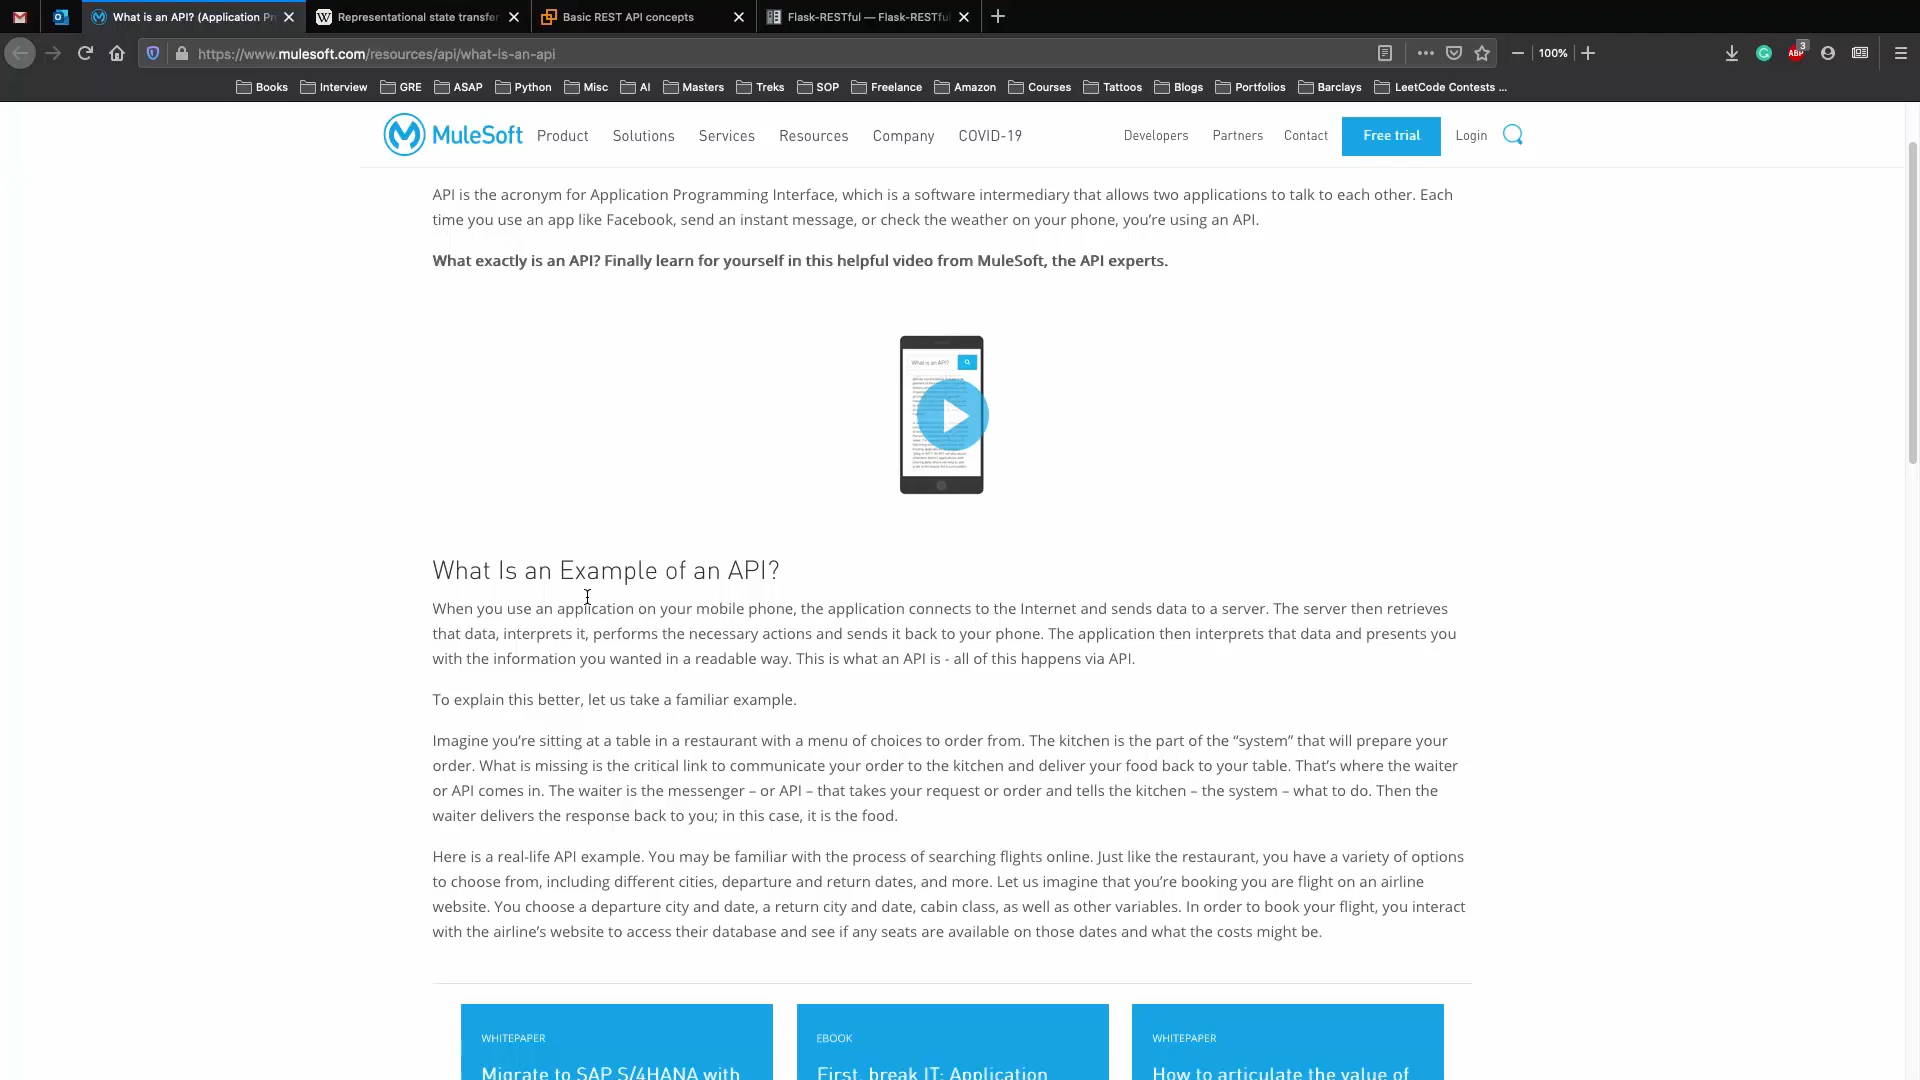 What is an API? (Application Pr
Representational state transfer
Basic REST API concepts
Flask-RESTful — Flask-RESTful
https://www.mulesoft.com/resources/api/what-is-an-api
100%
ABP
3
Books
Interview
GRE
ASAP
Python
Misc
AI
Masters
Treks
SOP
Freelance
Amazon
Courses
Tattoos
Blogs
Portfolios
Barclays
LeetCode Contests ...
MuleSoft
Product
Solutions
Services
Resources
Company
COVID-19
Developers
Partners
Contact
Free trial
Login
API is the acronym for Application Programming Interface, which is a software intermediary that allows two applications to talk to each other. Each
time you use an app like Facebook, send an instant message, or check the weather on your phone, you’re using an API.
What exactly is an API? Finally learn for yourself in this helpful video from MuleSoft, the API experts.
What is an API?
What Is an Example of an API?
When you use an application on your mobile phone, the application connects to the Internet and sends data to a server. The server then retrieves
that data, interprets it, performs the necessary actions and sends it back to your phone. The application then interprets that data and presents you
with the information you wanted in a readable way. This is what an API is - all of this happens via API.
To explain this better, let us take a familiar example.
Imagine you’re sitting at a table in a restaurant with a menu of choices to order from. The kitchen is the part of the “system” that will prepare your
order. What is missing is the critical link to communicate your order to the kitchen and deliver your food back to your table. That’s where the waiter
or API comes in. The waiter is the messenger – or API – that takes your request or order and tells the kitchen – the system – what to do. Then the
waiter delivers the response back to you; in this case, it is the food.
Here is a real-life API example. You may be familiar with the process of searching flights online. Just like the restaurant, you have a variety of options
to choose from, including different cities, departure and return dates, and more. Let us imagine that you’re booking you are flight on an airline
website. You choose a departure city and date, a return city and date, cabin class, as well as other variables. In order to book your flight, you interact
with the airline’s website to access their database and see if any seats are available on those dates and what the costs might be.
WHITEPAPER
Migrate to SAP S/4HANA with
EBOOK
First, break IT: Application
WHITEPAPER
How to articulate the value of